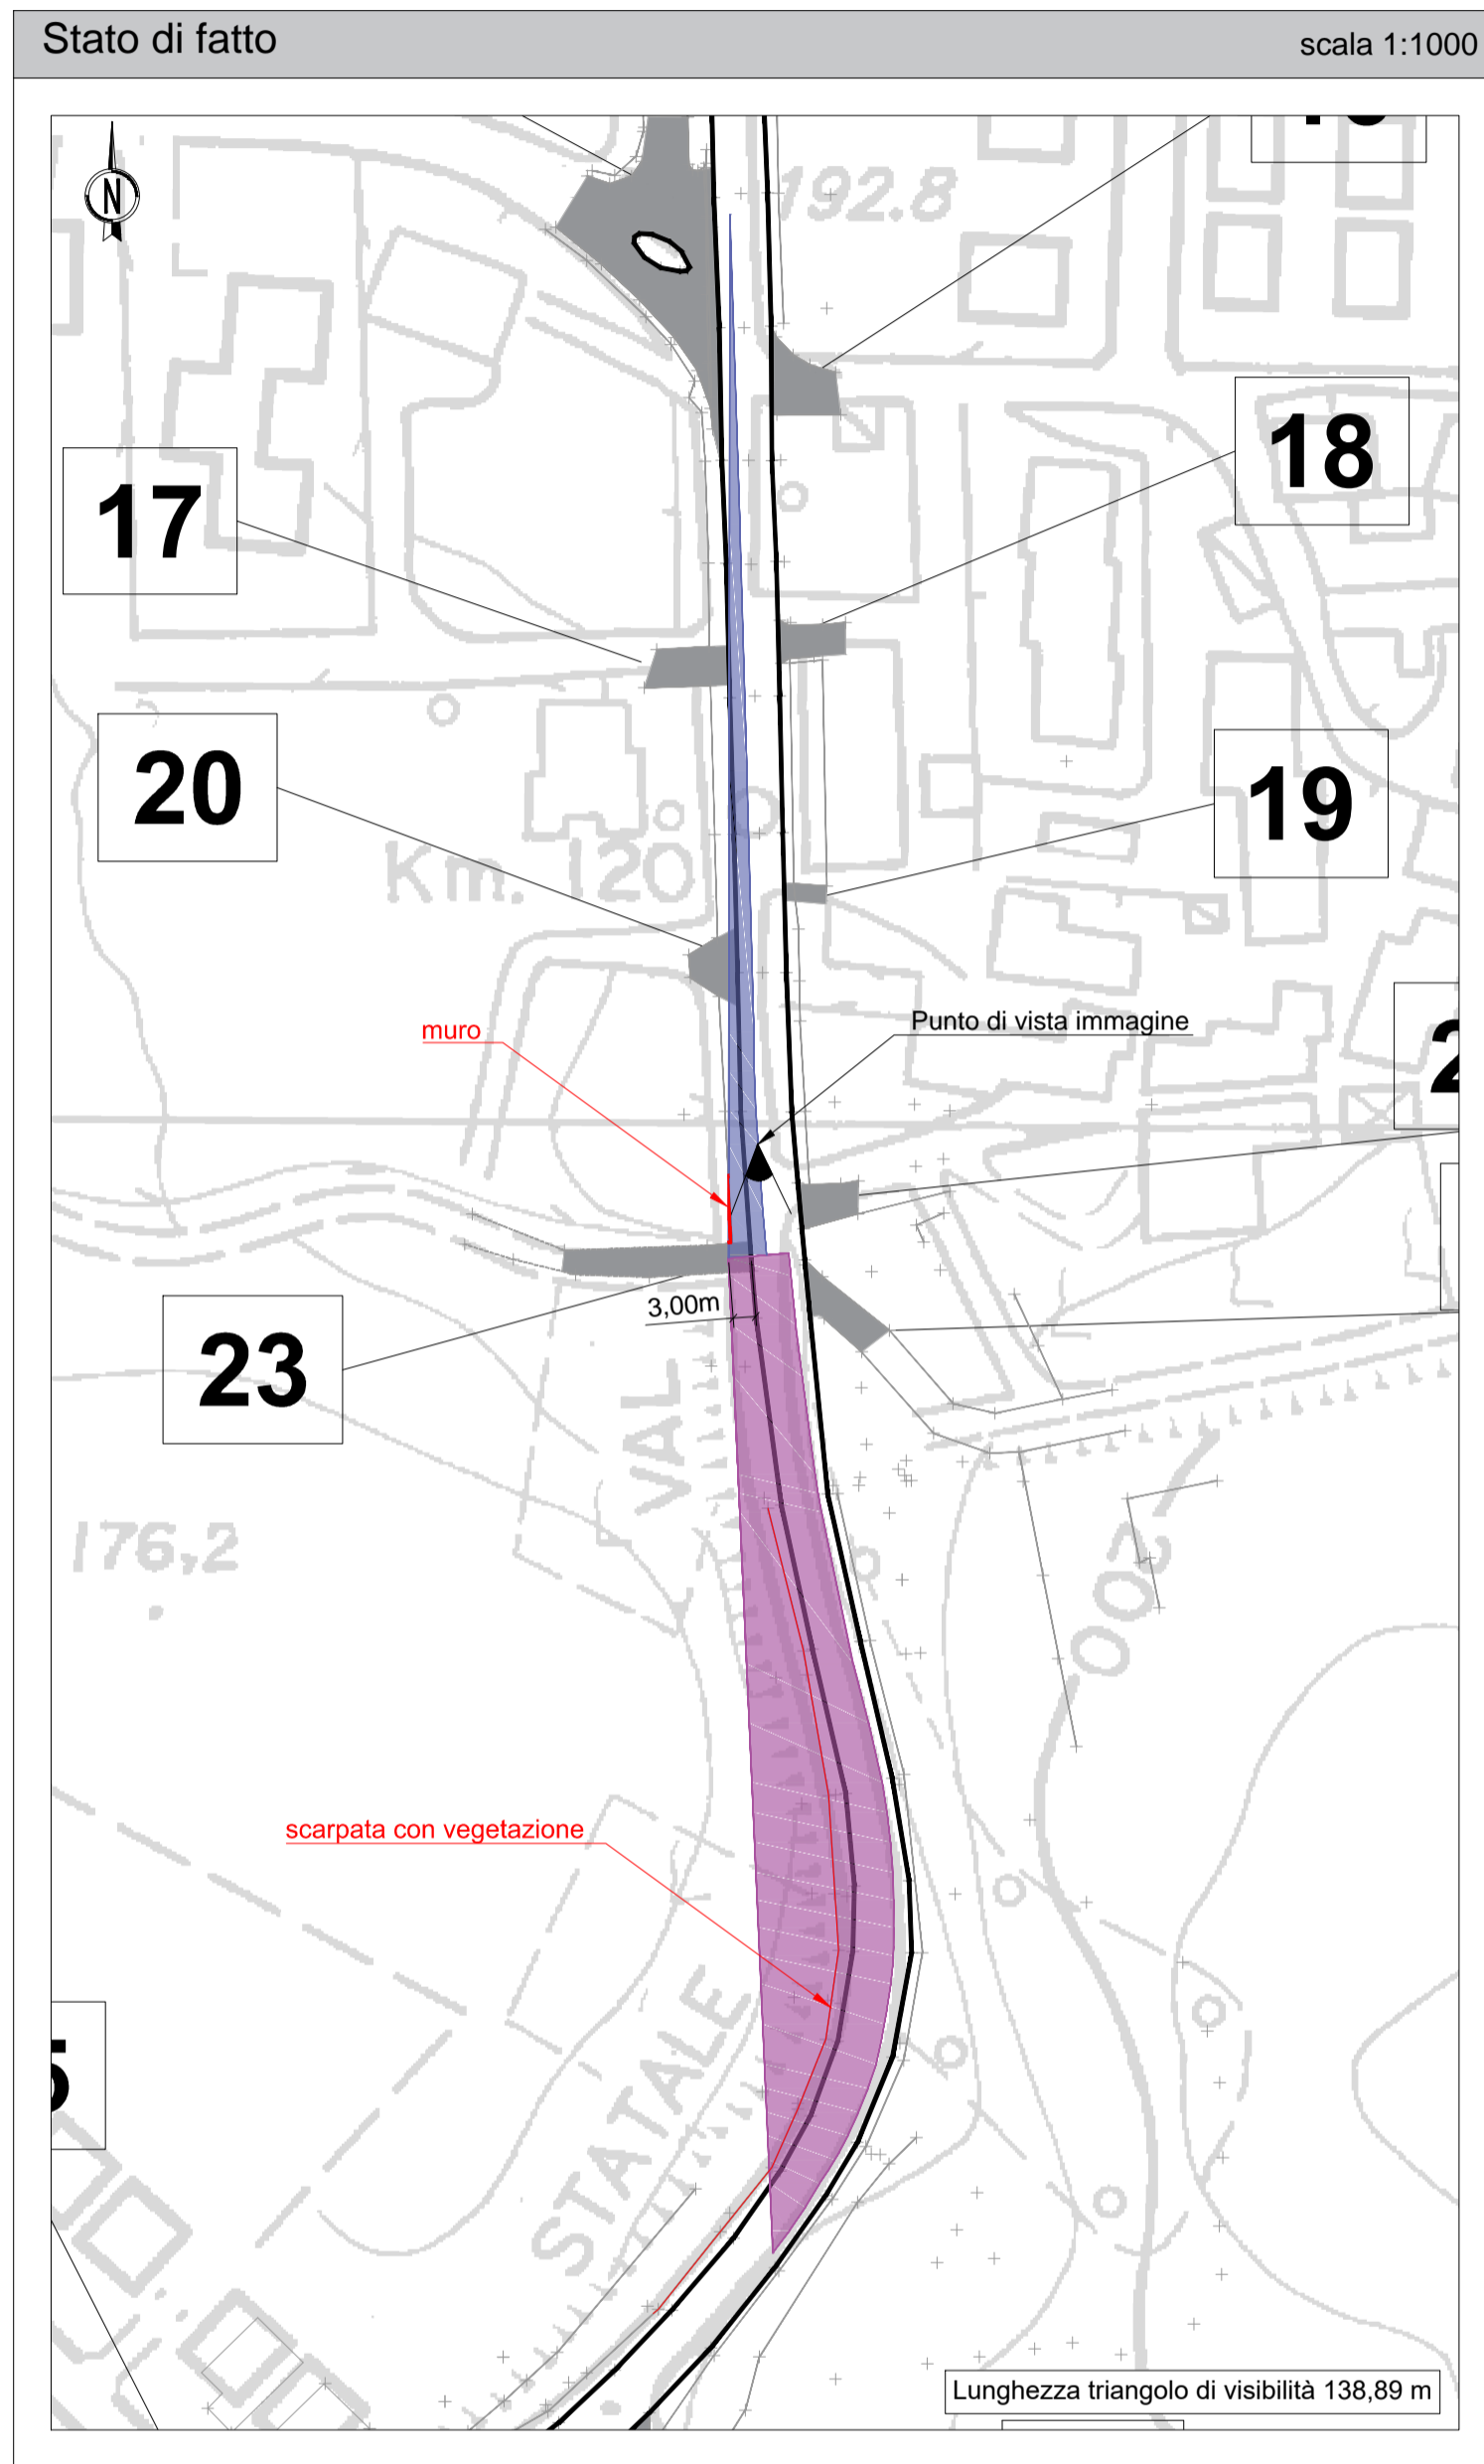 Stato di fatto
scala 1:1000
N
192.8
18
17
20
19
Km. 120
muro
Punto di vista immagine
3,00m
23
VAL
176,2
200
scarpata con vegetazione
STATALE
Lunghezza triangolo di visibilità 138,89 m